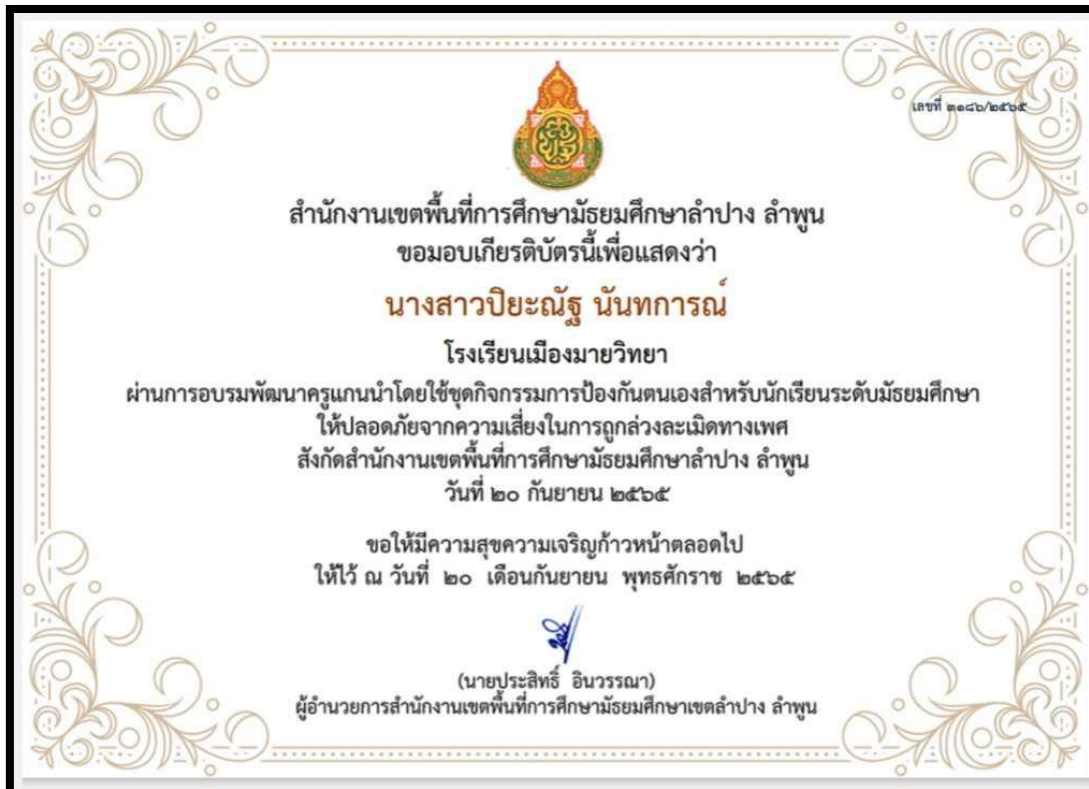 เลขที่ ๓๑๘๖/๒๕๖๕
สำนักงานเขตพื้นที่การศึกษามัธยมศึกษาลำปาง ลำพูน
ขอมอบเกียรติบัตรนี้เพื่อแสดงว่า
นางสาวปิยะณัฐ นันทการณ์
โรงเรียนเมืองมายวิทยา
ผ่านการอบรมพัฒนาครูแกนนำโดยใช้ชุดกิจกรรมการป้องกันตนเองสำหรับนักเรียนระดับมัธยมศึกษา
ให้ปลอดภัยจากความเสี่ยงในการถูกล่วงละเมิดทางเพศ
สังกัดสำนักงานเขตพื้นที่การศึกษามัธยมศึกษาลำปาง ลำพูน
วันที่ ๒๐ กันยายน ๒๕๖๕
ขอให้มีความสุขความเจริญก้าวหน้าตลอดไป
ให้ไว้ ณ วันที่ ๒๐ เดือนกันยายน พุทธศักราช ๒๕๖๕
(นายประสิทธิ์ อินวรรณา)
ผู้อำนวยการสำนักงานเขตพื้นที่การศึกษามัธยมศึกษาเขตลำปาง ลำพูน